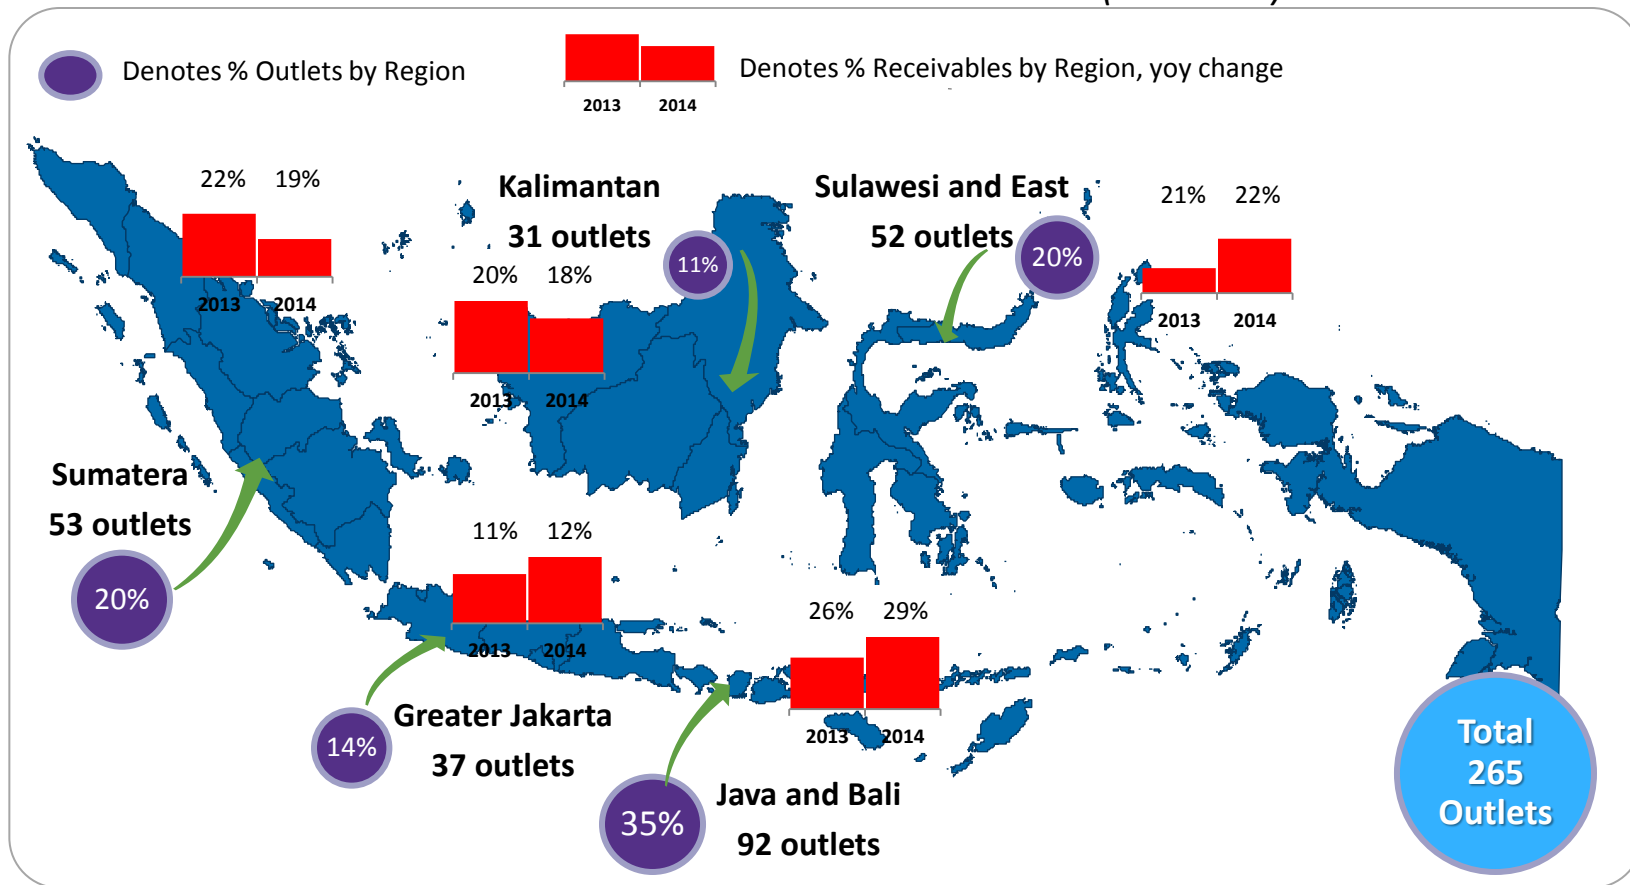 Denotes % Outlets by Region
2013 2014
Denotes % Receivables by Region, yoy change
22% 19%
2013 2014
Kalimantan
31 outlets
11%
20% 18%
2013 2014
Sulawesi and East
52 outlets
20%
21% 22%
2013 2014
Sumatera
53 outlets
20%
11% 12%
2013 2014
Greater Jakarta
37 outlets
14%
26% 29%
2013 2014
Java and Bali
92 outlets
35%
Total
265
Outlets